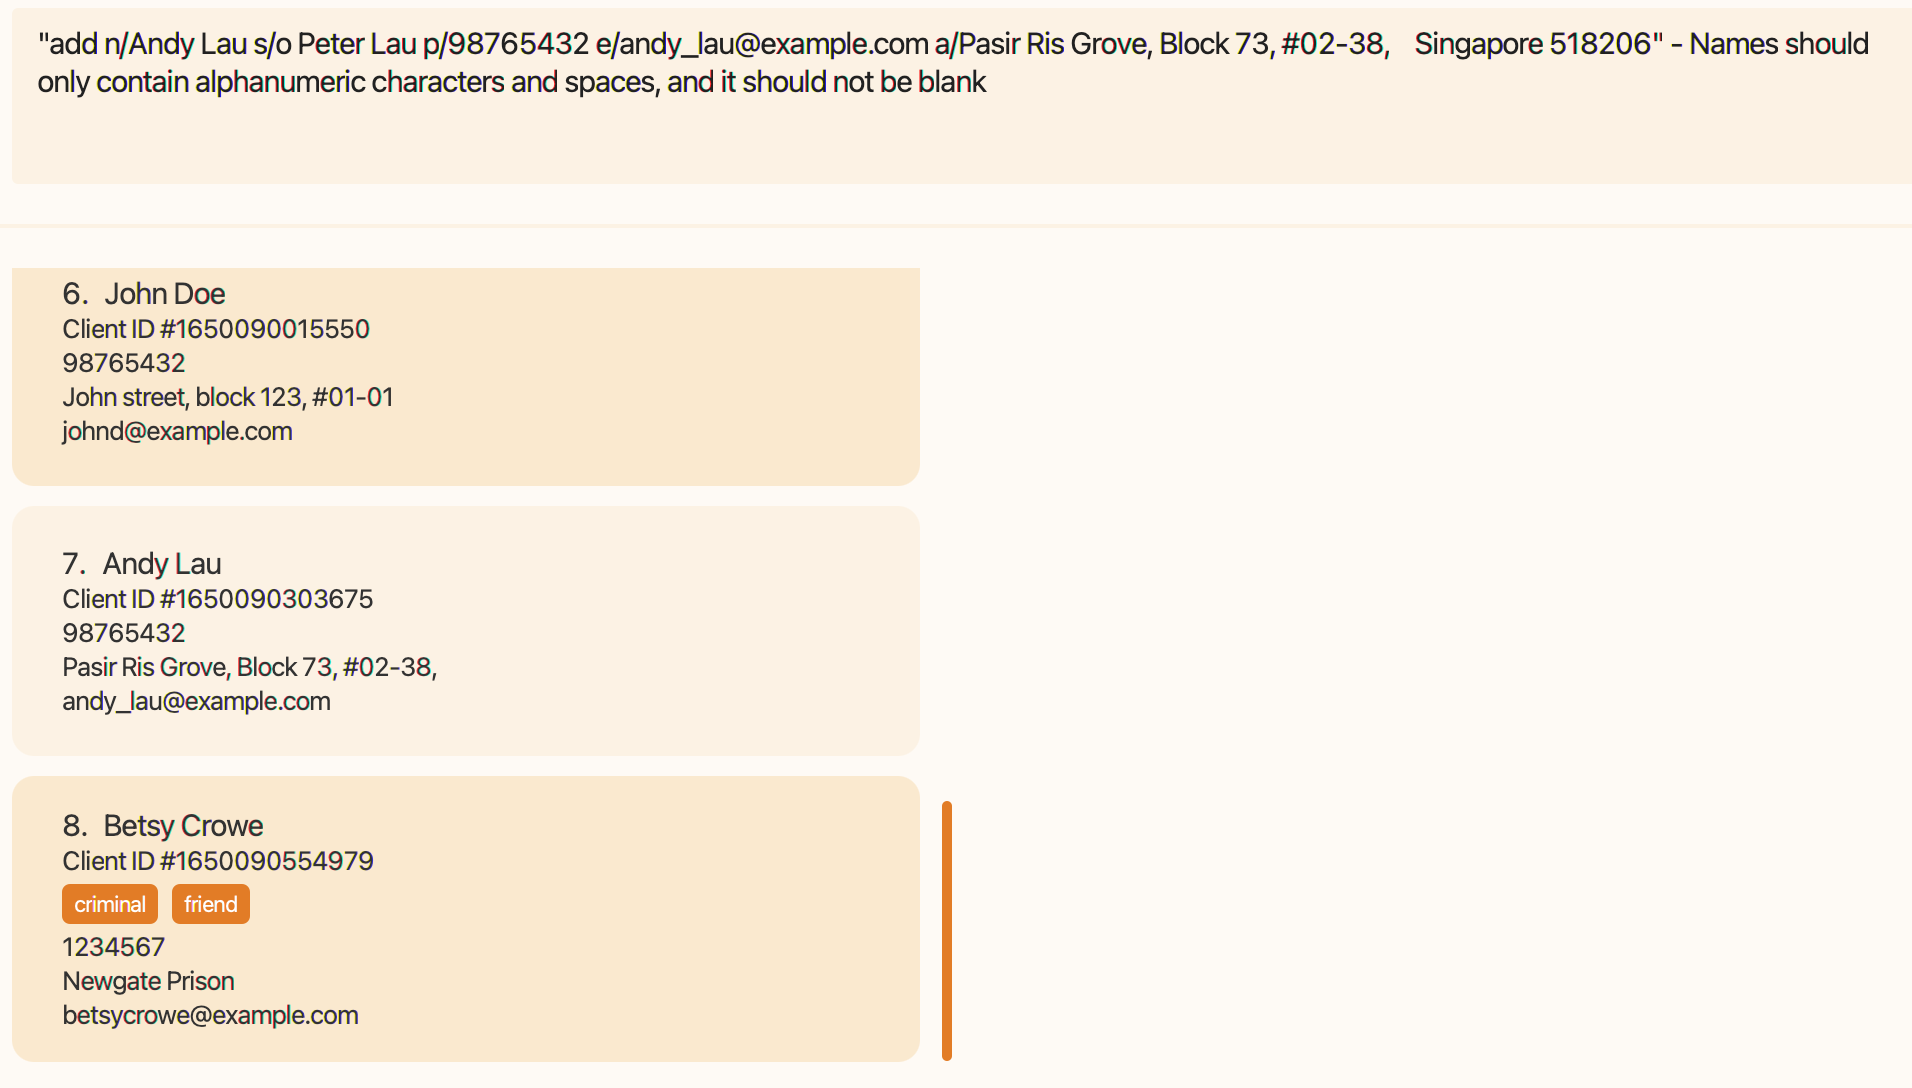 "add n/Andy Lau s/o Peter Lau p/98765432 e/andy_lau@example.com a/Pasir Ris Grove, Block 73, #02-38,    Singapore 518206" - Names should
only contain alphanumeric characters and spaces, and it should not be blank
6. John Doe
Client ID #1650090015550
98765432
John street, block 123, #01-01
johnd@example.com
7. Andy Lau
Client ID #1650090303675
98765432
Pasir Ris Grove, Block 73, #02-38,
andy_lau@example.com
8. Betsy Crowe
Client ID #1650090554979
criminal friend
1234567
Newgate Prison
betsycrowe@example.com